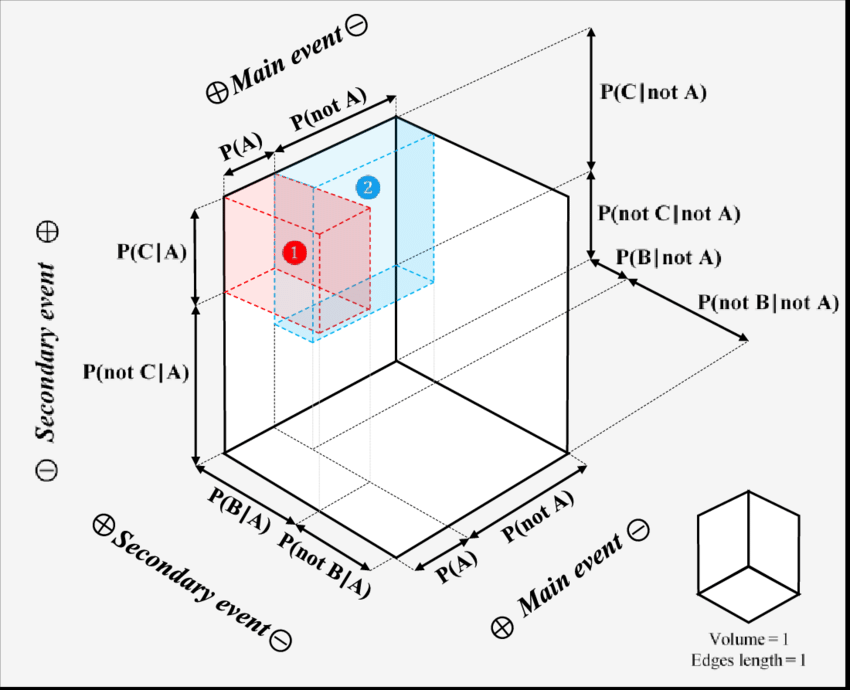 ⊕Main event⊖
P(C|not A)
P(not A)
P(A)
2
P(not C|not A)
P(C|A)
1
P(B|not A)
⊖ Secondary event ⊕
P(not B|not A)
P(not C|A)
P(B|A)
P(not A)
P(not B|A)
P(A)
⊕Secondary event⊖
⊕ Main event ⊖
Volume = 1
Edges length = 1